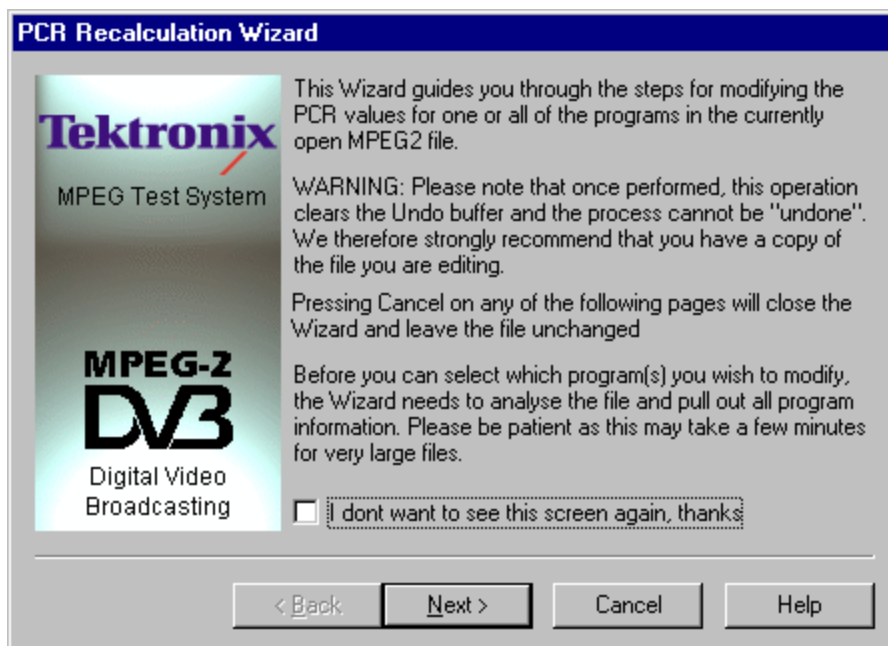 PCR Recalculation Wizard
Tektronix
MPEG Test System
MPEG-2
DVB
Digital Video
Broadcasting
This Wizard guides you through the steps for modifying the
PCR values for one or all of the programs in the currently
open MPEG2 file.
WARNING: Please note that once performed, this operation
clears the Undo buffer and the process cannot be "undone".
We therefore strongly recommend that you have a copy of
the file you are editing.
Pressing Cancel on any of the following pages will close the
Wizard and leave the file unchanged
Before you can select which program(s) you wish to modify,
the Wizard needs to analyse the file and pull out all program
information. Please be patient as this may take a few minutes
for very large files.
I dont want to see this screen again, thanks
< Back
Next >
Cancel
Help